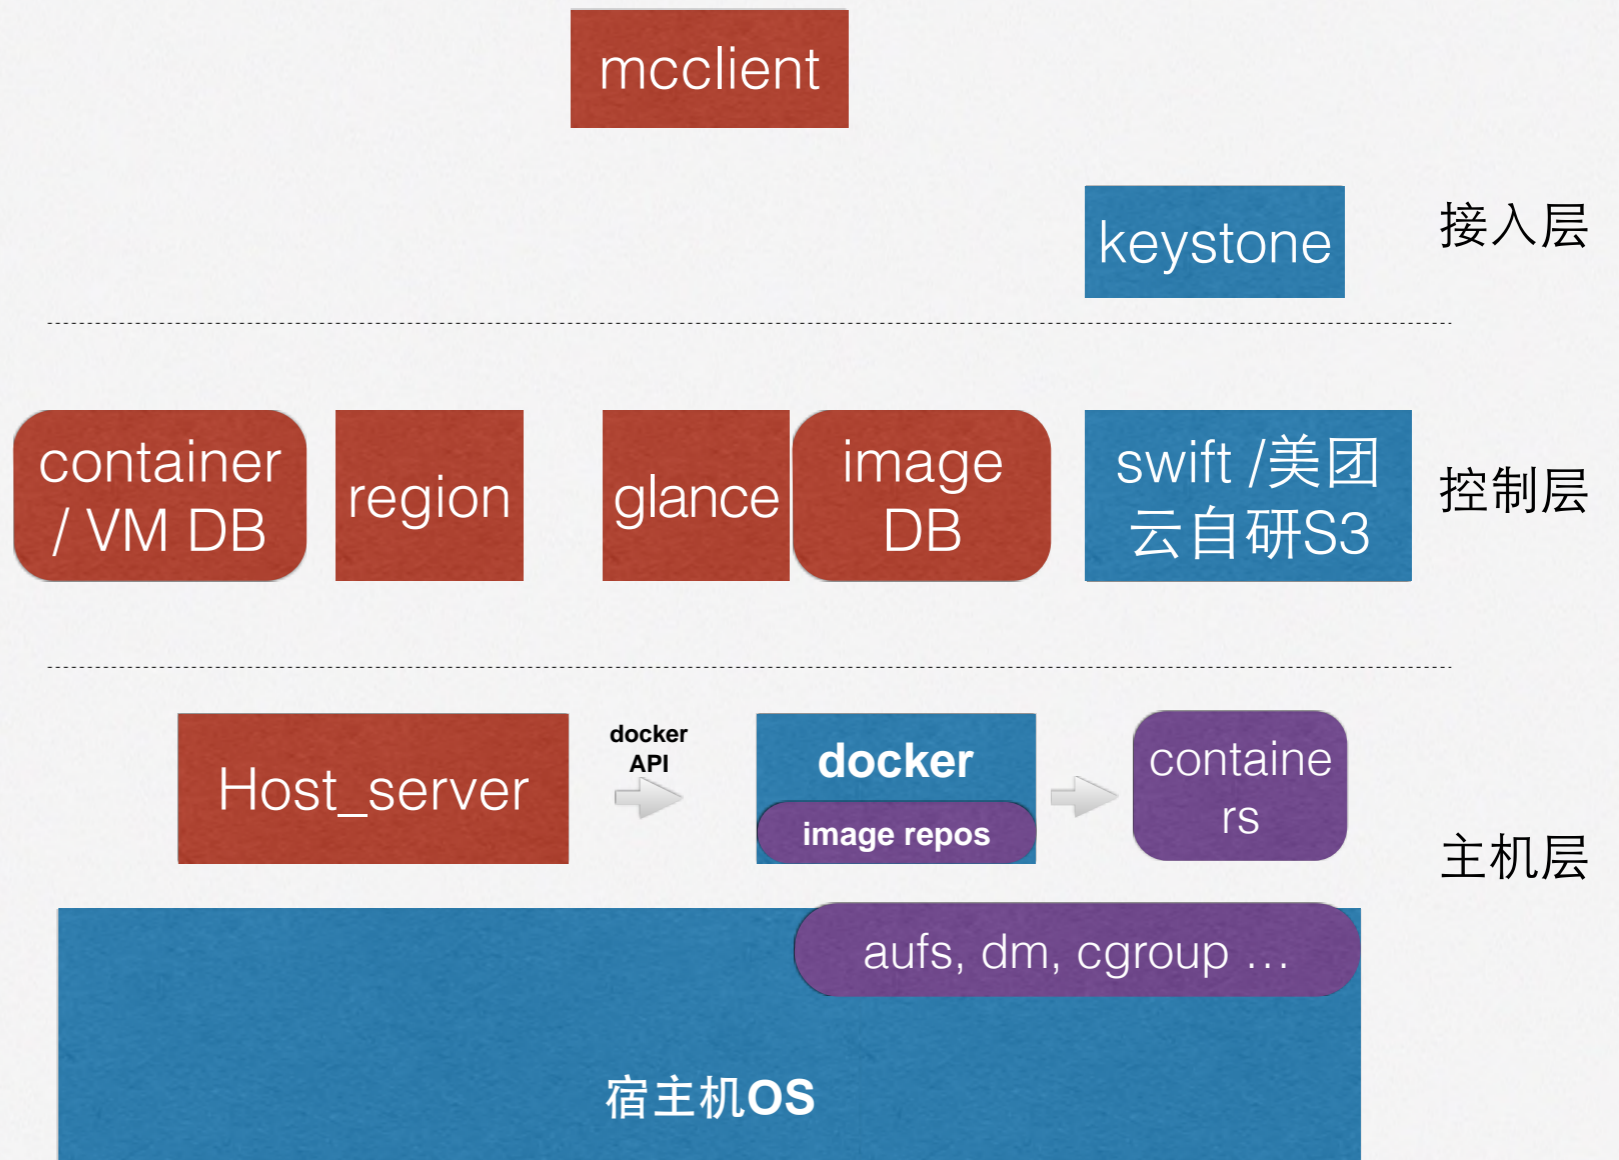 mcclient
keystone
接入层
container
/ VM DB
region
glance
image
DB
swift /美团
云自研S3
控制层
Host_server
docker
API
docker
image repos
containe
rs
主机层
aufs, dm, cgroup ...
宿主机OS